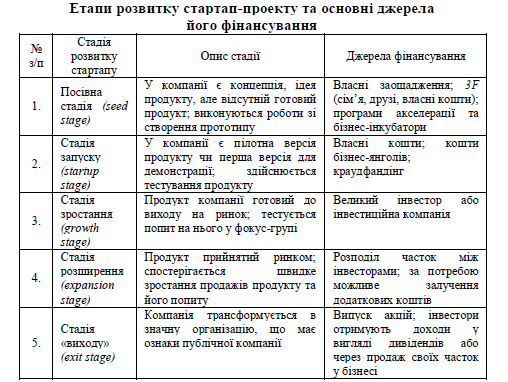 Етапи розвитку стартап-проекту та основні джерела
його фінансування
№
з/п
Стадія
розвитку
стартапу
Опис стадії
Джерела фінансування
1.
Посівна
стадія (seed
stage)
У компанії є концепція, ідея
продукту, але відсутній готовий
продукт; виконуються роботи зі
створення прототипу
Власні заощадження; 3F
(сім’я, друзі, власні кошти);
програми акселерації та
бізнес-інкубатори
2.
Стадія
запуску
(startup
stage)
У компанії є пілотна версія
продукту чи перша версія для
демонстрації; здійснюється
тестування продукту
Власні кошти; кошти
бізнес-янголів;
краудфандінг
3.
Стадія
зростання
(growth
stage)
Продукт компанії готовий до
виходу на ринок; тестується
попит на нього у фокус-групі
Великий інвестор або
інвестиційна компанія
4.
Стадія
розширення
(expansion
stage)
Продукт прийнятий ринком;
спостерігається швидке
зростання продажів продукту та
його попиту
Розподіл часток між
інвесторами; за потребою
можливе залучення
додаткових коштів
5.
Стадія
«виходу»
(exit stage)
Компанія трансформується в
значну організацію, що має
ознаки публічної компанії
Випуск акцій; інвестори
отримують доходи у
вигляді дивідендів або
через продаж своїх часток
у бізнесі